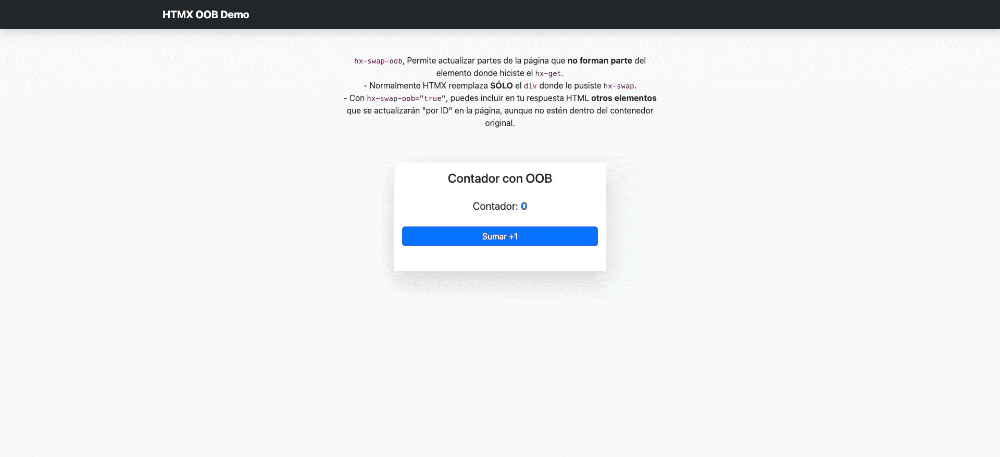 HTMX OOB Demo
hx-swap-oob, Permite actualizar partes de la página que no forman parte del
elemento donde hiciste el hx-get.
- Normalmente HTMX reemplaza SÓLO el div donde le pusiste hx-swap.
- Con hx-swap-oob="true", puedes incluir en tu respuesta HTML otros elementos
que se actualizarán "por ID" en la página, aunque no estén dentro del contenedor
original.
Contador con OOB
Contador: 0
Sumar +1